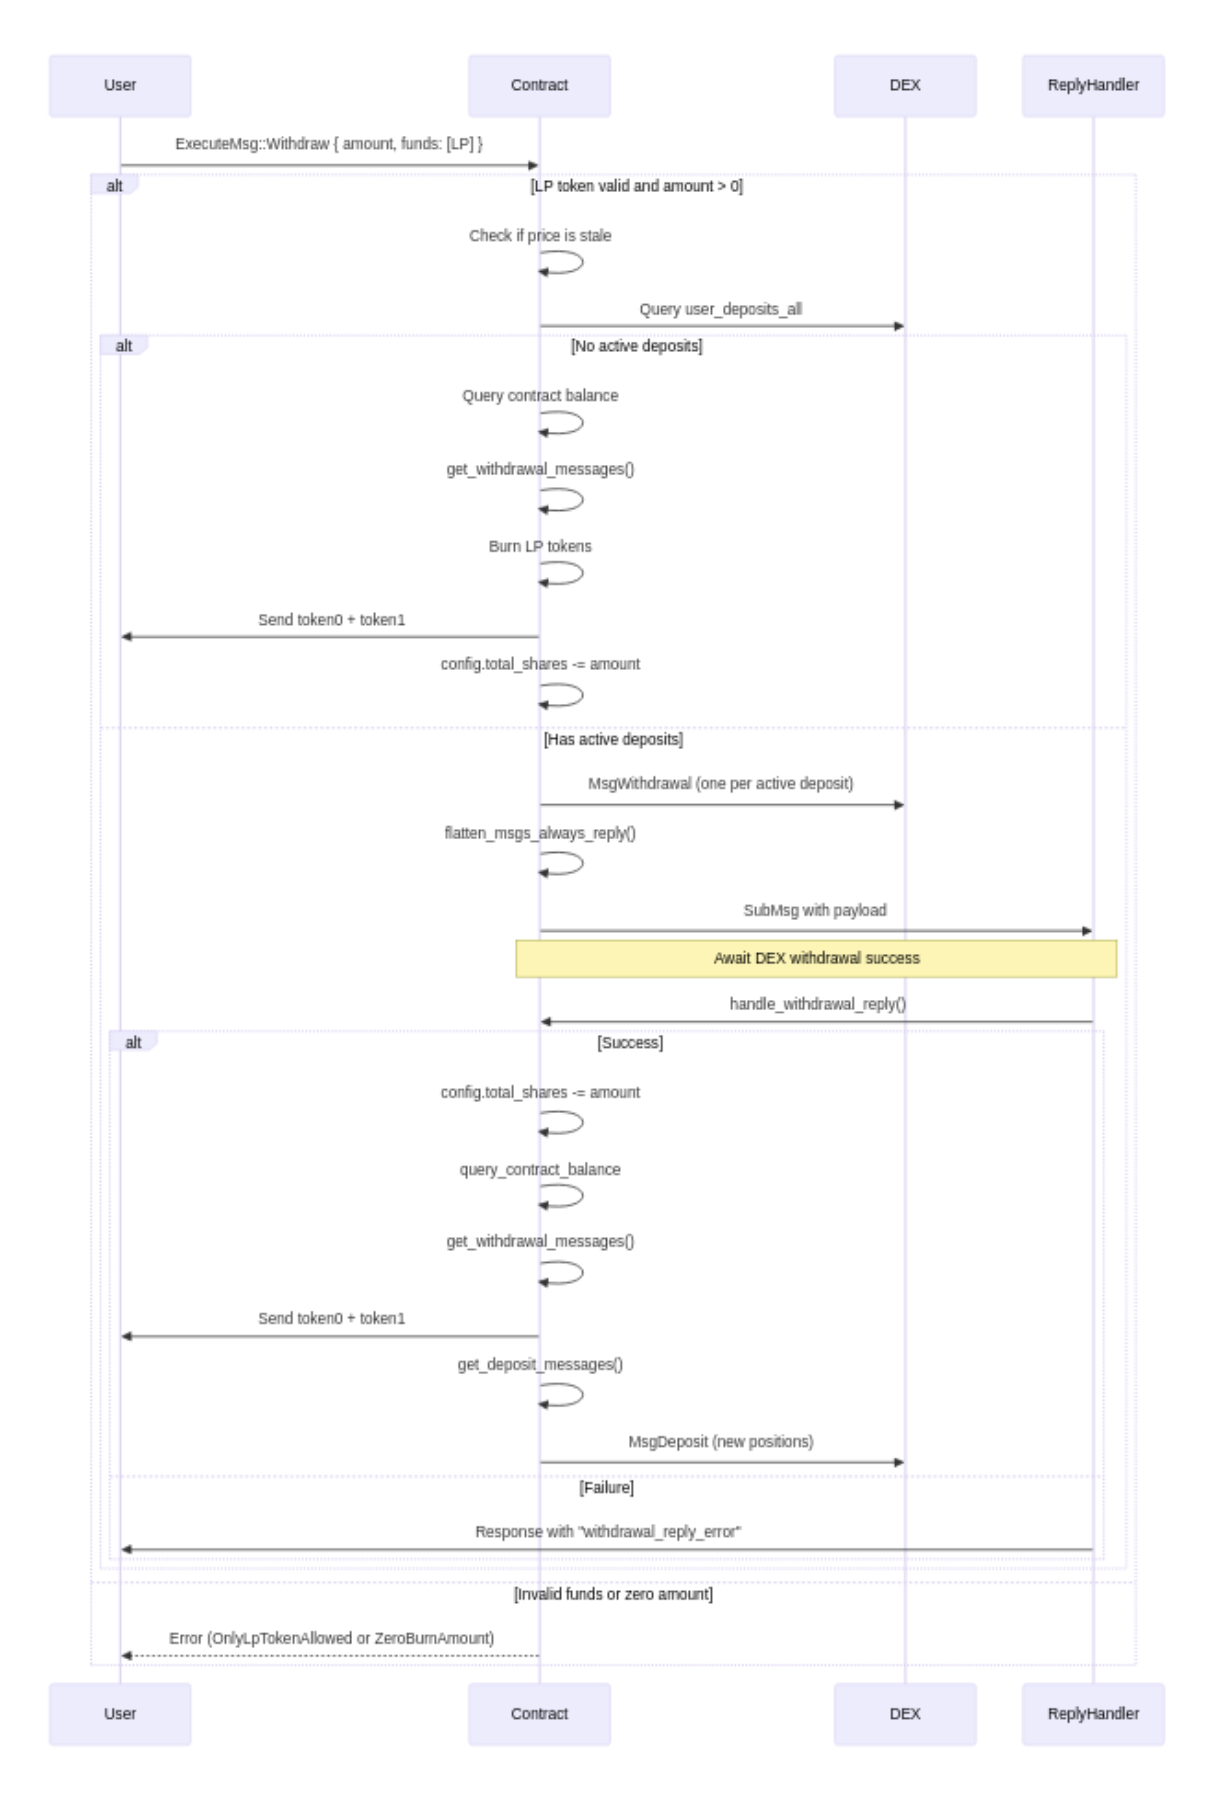 User Contract DEX ReplyHandler
ExecuteMsg::Withdraw { amount, funds: [LP] }
alt [LP token valid and amount > 0]
Check if price is stale
Query user_deposits_all
alt [No active deposits]
Query contract balance
get_withdrawal_messages()
Burn LP tokens
Send token0 + token1
config.total_shares -= amount
[Has active deposits]
MsgWithdrawal (one per active deposit)
flatten_msgs_always_reply()
SubMsg with payload
Await DEX withdrawal success
handle_withdrawal_reply()
alt [Success]
config.total_shares -= amount
query_contract_balance
get_withdrawal_messages()
Send token0 + token1
get_deposit_messages()
MsgDeposit (new positions)
[Failure]
Response with "withdrawal_reply_error"
[Invalid funds or zero amount]
Error (OnlyLpTokenAllowed or ZeroBurnAmount)
User Contract DEX ReplyHandler